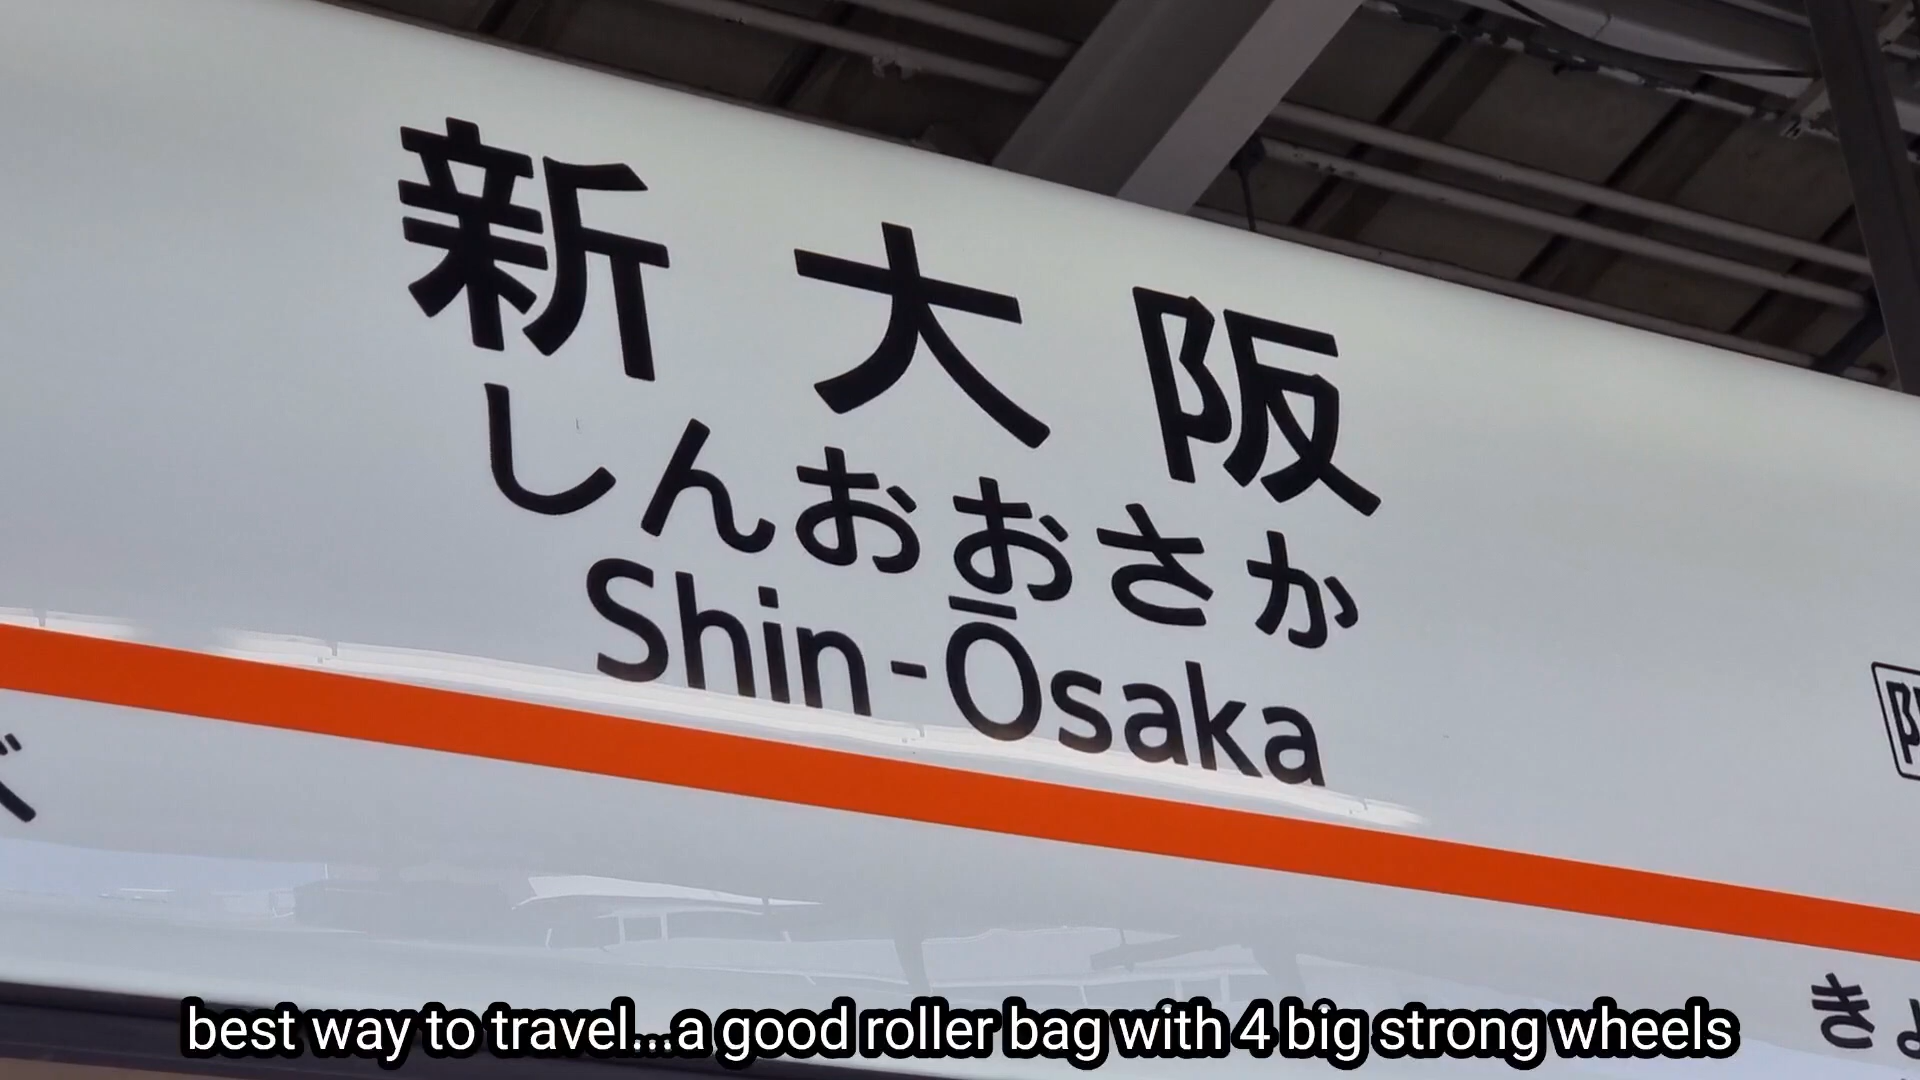 新大阪
しんおおさか
Shin-Ōsaka
best way to travel...a good roller bag with 4 big strong wheels